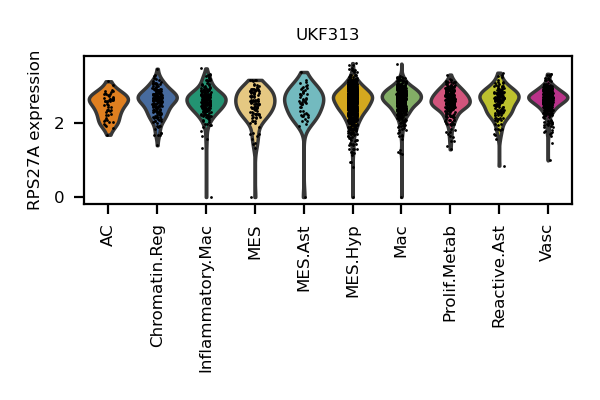 UKF313
RPS27A expression
2
0
AC
Chromatin.Reg
Inflammatory.Mac
MES
MES.Ast
MES.Hyp
Mac
Prolif.Metab
Reactive.Ast
Vasc